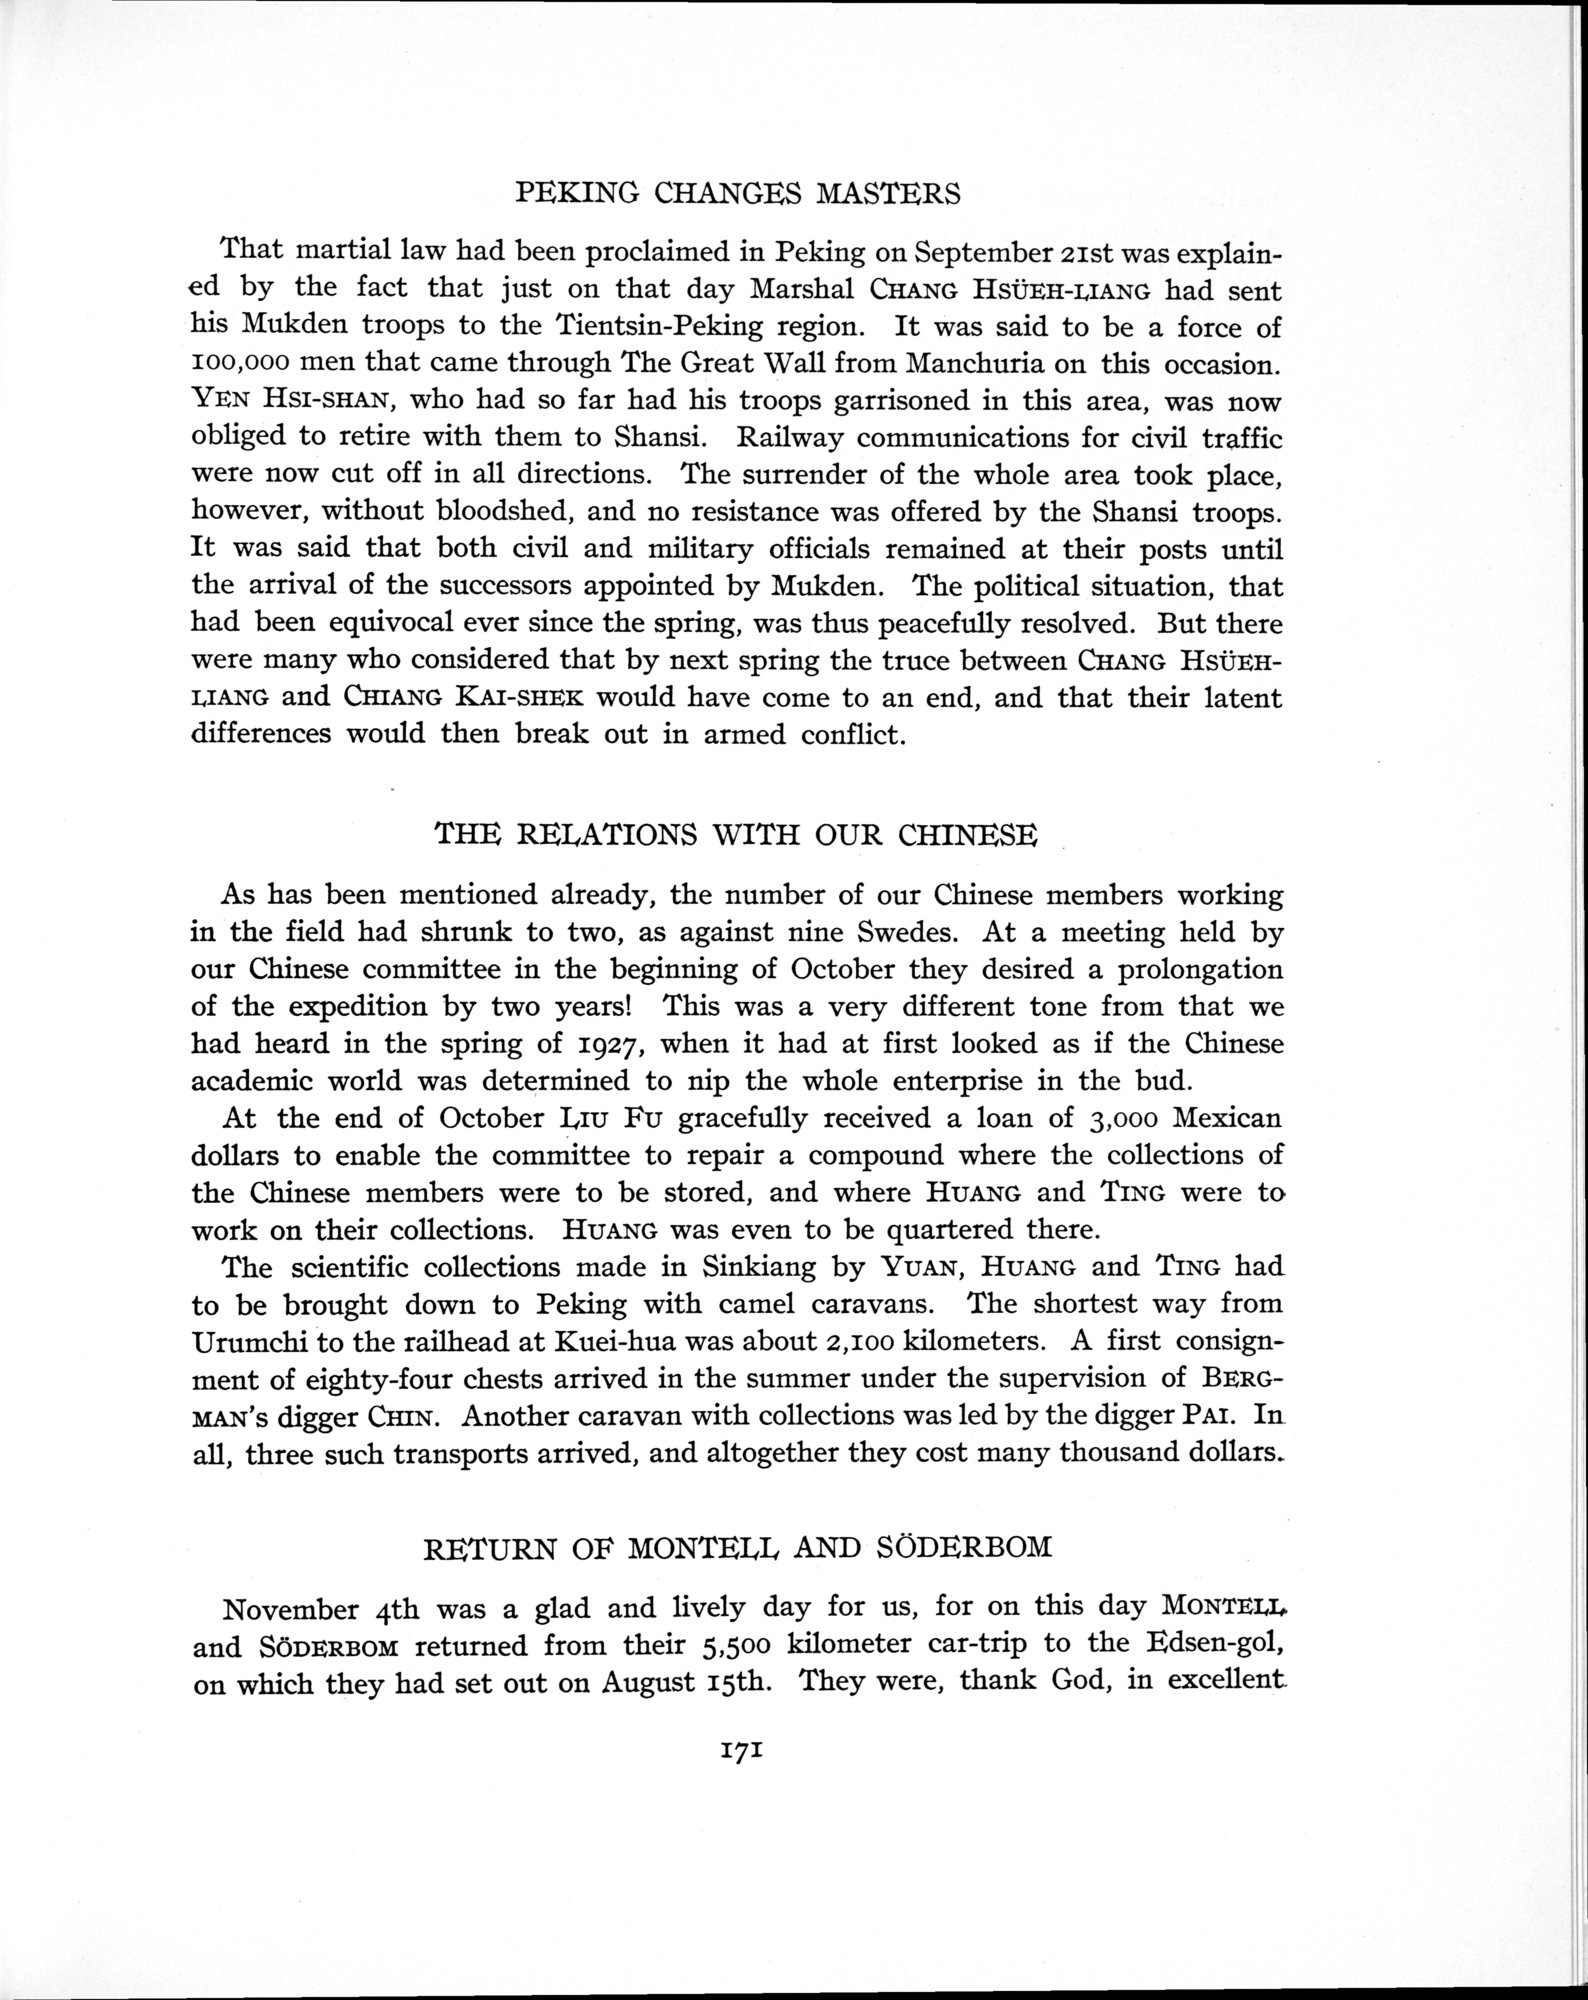 PEKING CHANGES MASTERS
That martial law had been proclaimed in Peking on September 21st was explain-
ed by the fact that just on that day Marshal CHANG HSÜEH-LIANG had sent
his Mukden troops to the Tientsin-Peking region. It was said to be a force of
100,000 men that came through The Great Wall from Manchuria on this occasion.
YEN HSI-SHAN, who had so far had his troops garrisoned in this area, was now
obliged to retire with them to Shansi. Railway communications for civil traffic
were now cut off in all directions. The surrender of the whole area took place,
however, without bloodshed, and no resistance was offered by the Shansi troops.
It was said that both civil and military officials remained at their posts until
the arrival of the successors appointed by Mukden. The political situation, that
had been equivocal ever since the spring, was thus peacefully resolved. But there
were many who considered that by next spring the truce between CHANG HSÜEH-
LIANG and CHIANG KAI-SHEK would have come to an end, and that their latent
differences would then break out in armed conflict.
THE RELATIONS WITH OUR CHINESE
As has been mentioned already, the number of our Chinese members working
in the field had shrunk to two, as against nine Swedes. At a meeting held by
our Chinese committee in the beginning of October they desired a prolongation
of the expedition by two years! This was a very different tone from that we
had heard in the spring of 1927, when it had at first looked as if the Chinese
academic world was determined to nip the whole enterprise in the bud.
At the end of October LIU FU gracefully received a loan of 3,000 Mexican
dollars to enable the committee to repair a compound where the collections of
the Chinese members were to be stored, and where HUANG and TING were to
work on their collections. HUANG was even to be quartered there.
The scientific collections made in Sinkiang by YUAN, HUANG and TING had
to be brought down to Peking with camel caravans. The shortest way from
Urumchi to the railhead at Kuei-hua was about 2,100 kilometers. A first consign-
ment of eighty-four chests arrived in the summer under the supervision of BERG-
MAN's digger CHIN. Another caravan with collections was led by the digger PAI. In
all, three such transports arrived, and altogether they cost many thousand dollars.
RETURN OF MONTELL AND SÖDERBOM
November 4th was a glad and lively day for us, for on this day MONTELL
and SÖDERBOM returned from their 5,500 kilometer car-trip to the Edsen-gol,
on which they had set out on August 15th. They were, thank God, in excellent
171